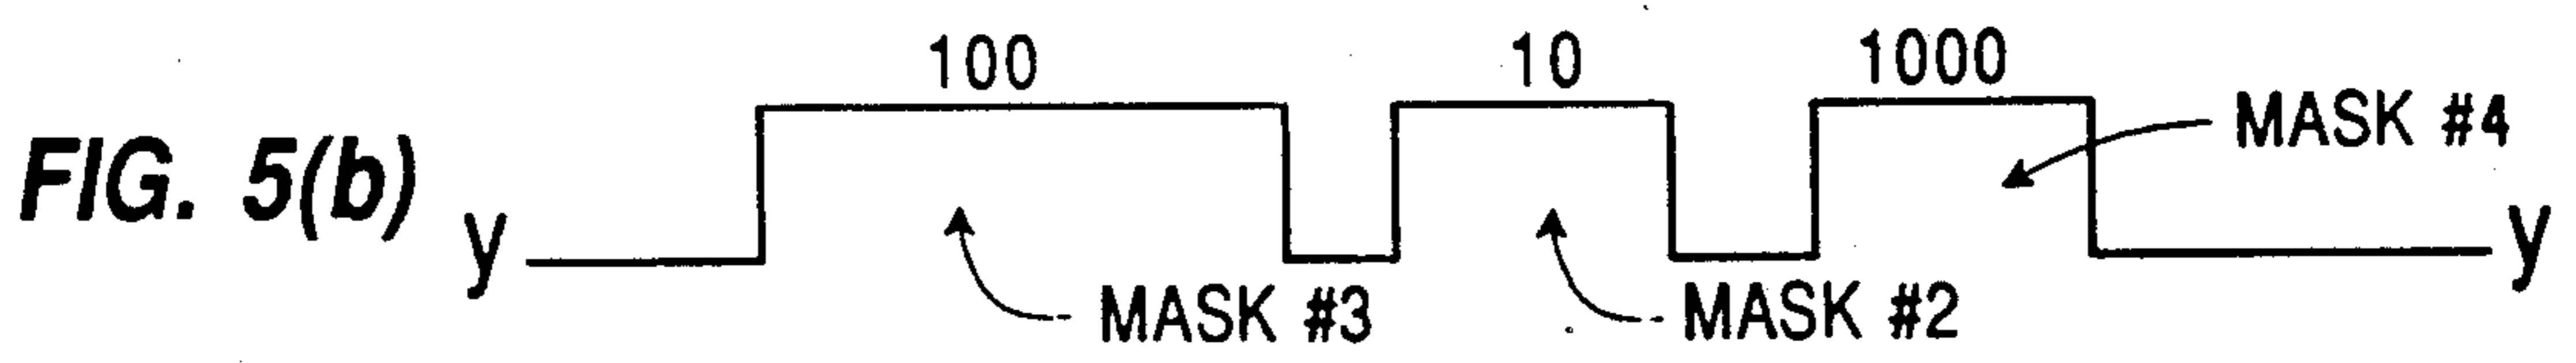 100 10 1000
MASK #4
FIG. 5(b)
y y
MASK #3 MASK #2